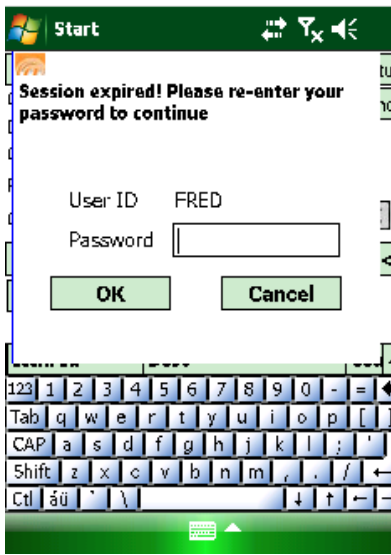 Start
Session expired! Please re-enter your
password to continue
User ID FRED
Password
OK Cancel
123 1 2 3 4 5 6 7 8 9 0 - =
Tab q w e r t y u i o p [ ]
CAP a s d f g h j k l ; '
Shift z x c v b n m , . / ←
Ctl áü ` \ ↓ ↑ ← →